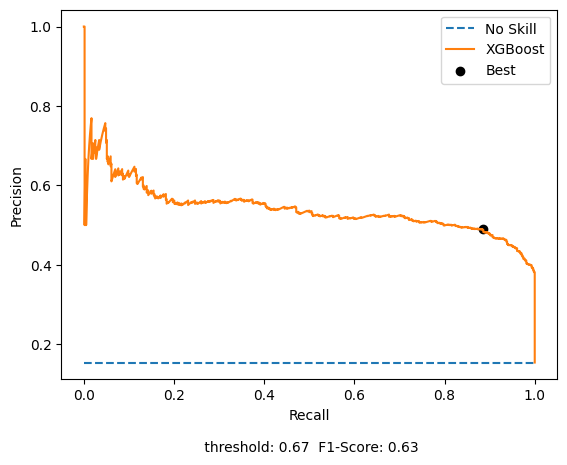 No Skill
XGBoost
Best
Precision
1.0
0.8
0.6
0.4
0.2
0.0 0.2 0.4 0.6 0.8 1.0
Recall
threshold: 0.67 F1-Score: 0.63